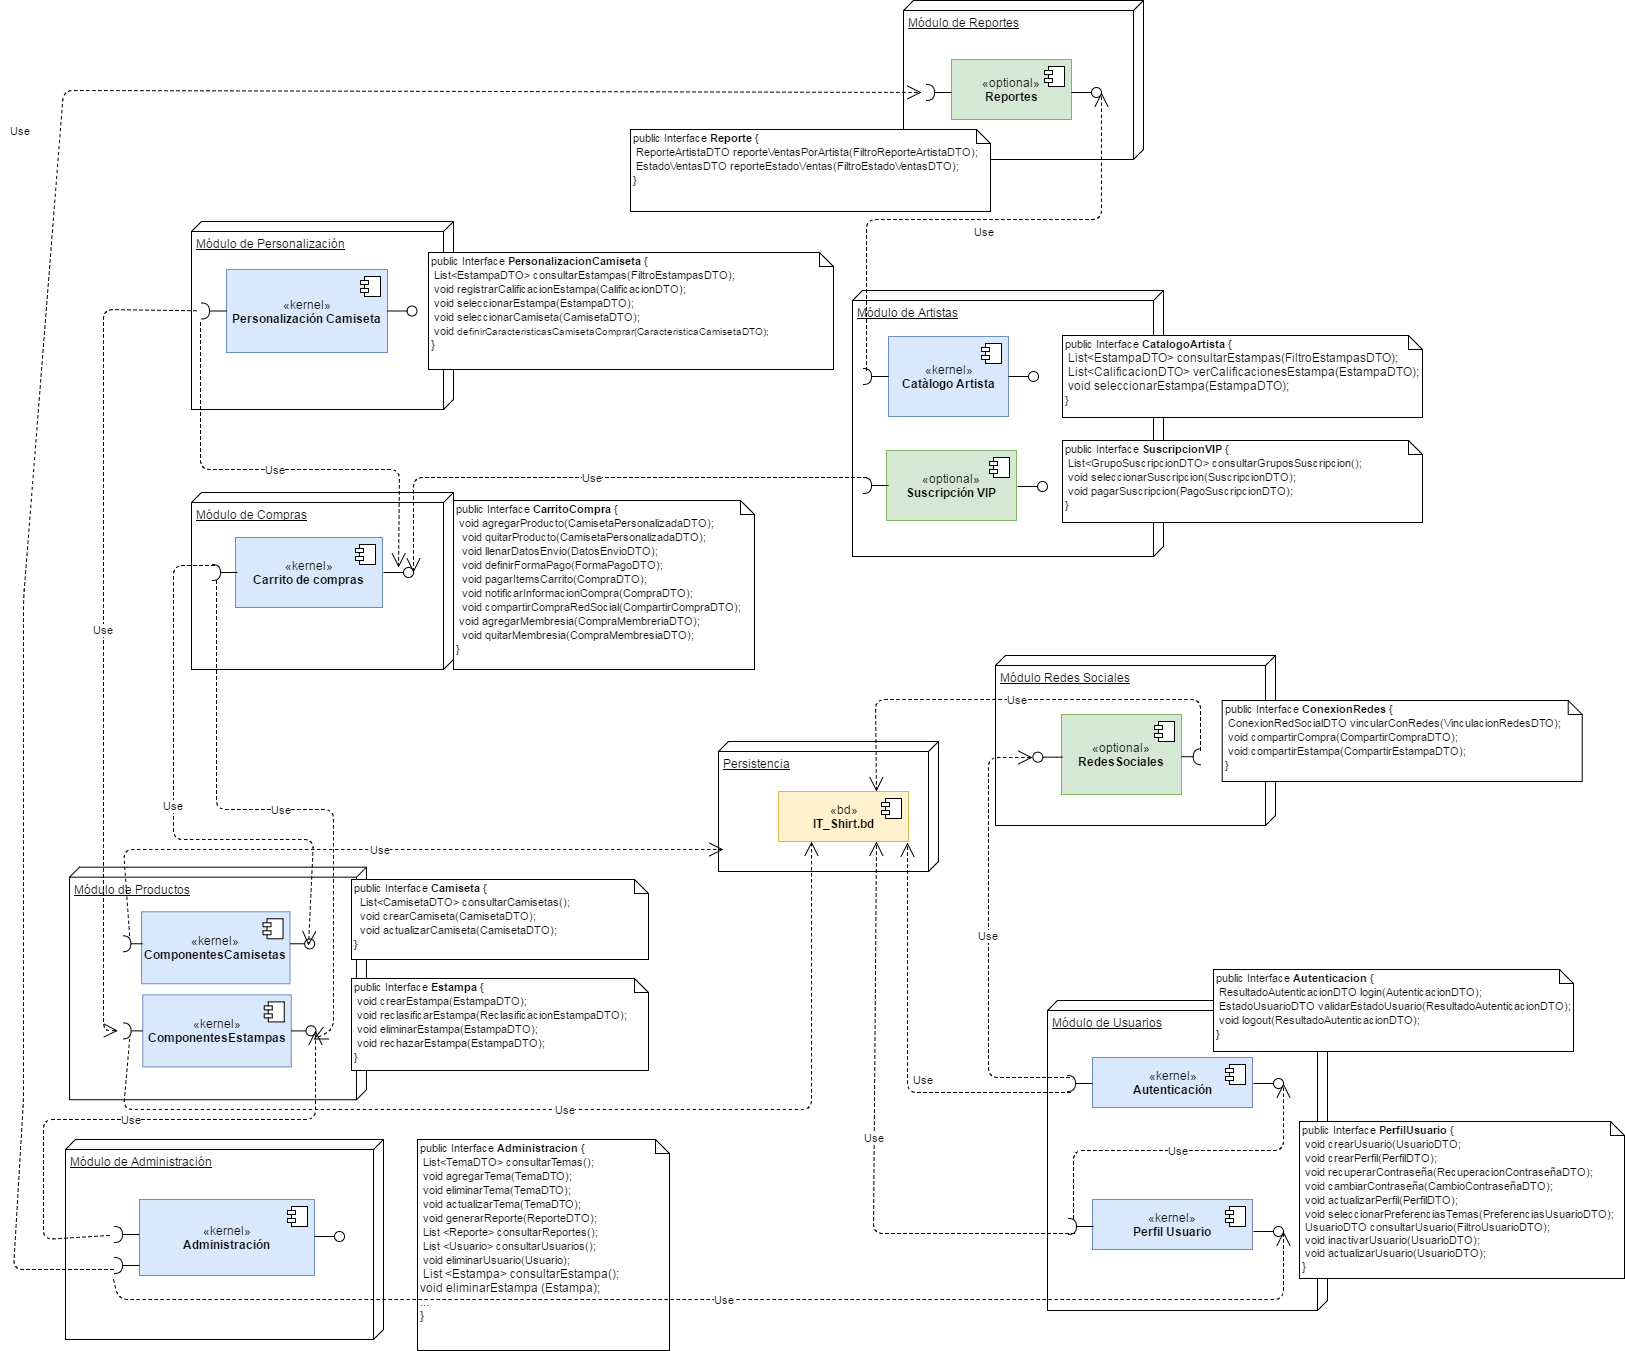 Módulo de Reportes
«optional»
Reportes
Use
public Interface Reporte {
ReporteArtistaDTO reporteVentasPorArtista(FiltroReporteArtistaDTO);
EstadoVentasDTO reporteEstadoVentas(FiltroEstadoVentasDTO);
}
Use
Módulo de Personalización
«kernel»
Personalización Camiseta
public Interface PersonalizacionCamiseta {
List<EstampaDTO> consultarEstampas(FiltroEstampasDTO);
void registrarCalificacionEstampa(CalificacionDTO);
void seleccionarEstampa(EstampaDTO);
void seleccionarCamiseta(CamisetaDTO);
void definirCaracteristicasCamisetaComprar(CaracteristicaCamisetaDTO);
}
Módulo de Artistas
«kernel»
Catàlogo Artista
public Interface CatalogoArtista {
List<EstampaDTO> consultarEstampas(FiltroEstampasDTO);
List<CalificacionDTO> verCalificacionesEstampa(EstampaDTO);
void seleccionarEstampa(EstampaDTO);
}
«optional»
Suscripción VIP
public Interface SuscripcionVIP {
List<GrupoSuscripcionDTO> consultarGruposSuscripcion();
void seleccionarSuscripcion(SuscripcionDTO);
void pagarSuscripcion(PagoSuscripcionDTO);
}
Use
Use
Módulo de Compras
«kernel»
Carrito de compras
public Interface CarritoCompra {
void agregarProducto(CamisetaPersonalizadaDTO);
void quitarProducto(CamisetaPersonalizadaDTO);
void llenarDatosEnvio(DatosEnvioDTO);
void definirFormaPago(FormaPagoDTO);
void pagarItemsCarrito(CompraDTO);
void notificarInformacionCompra(CompraDTO);
void compartirCompraRedSocial(CompartirCompraDTO);
void agregarMembresia(CompraMembreriaDTO);
void quitarMembresia(CompraMembresiaDTO);
}
Use
Módulo Redes Sociales
Use
«optional»
RedesSociales
public Interface ConexionRedes {
ConexionRedSocialDTO vincularConRedes(VinculacionRedesDTO);
void compartirCompra(CompartirCompraDTO);
void compartirEstampa(CompartirEstampaDTO);
}
Persistencia
«bd»
IT_Shirt.bd
Use
Use
Use
Módulo de Productos
«kernel»
ComponentesCamisetas
public Interface Camiseta {
List<CamisetaDTO> consultarCamisetas();
void crearCamiseta(CamisetaDTO);
void actualizarCamiseta(CamisetaDTO);
}
«kernel»
ComponentesEstampas
public Interface Estampa {
void crearEstampa(EstampaDTO);
void reclasificarEstampa(ReclasificacionEstampaDTO);
void eliminarEstampa(EstampaDTO);
void rechazarEstampa(EstampaDTO);
}
Use
Use
Use
Use
Use
Módulo de Usuarios
public Interface Autenticacion {
ResultadoAutenticacionDTO login(AutenticacionDTO);
EstadoUsuarioDTO validarEstadoUsuario(ResultadoAutenticacionDTO);
void logout(ResultadoAutenticacionDTO);
}
«kernel»
Autenticación
Use
«kernel»
Perfil Usuario
public Interface PerfilUsuario {
void crearUsuario(UsuarioDTO;
void crearPerfil(PerfilDTO);
void recuperarContraseña(RecuperacionContraseñaDTO);
void cambiarContraseña(CambioContraseñaDTO);
void actualizarPerfil(PerfilDTO);
void seleccionarPreferenciasTemas(PreferenciasUsuarioDTO);
UsuarioDTO consultarUsuario(FiltroUsuarioDTO);
void inactivarUsuario(UsuarioDTO);
void actualizarUsuario(UsuarioDTO);
}
Módulo de Administración
«kernel»
Administración
public Interface Administracion {
List<TemaDTO> consultarTemas();
void agregarTema(TemaDTO);
void eliminarTema(TemaDTO);
void actualizarTema(TemaDTO);
void generarReporte(ReporteDTO);
List <Reporte> consultarReportes();
List <Usuario> consultarUsuarios();
void eliminarUsuario(Usuario);
List <Estampa> consultarEstampa();
void eliminarEstampa (Estampa);
...
}
Use